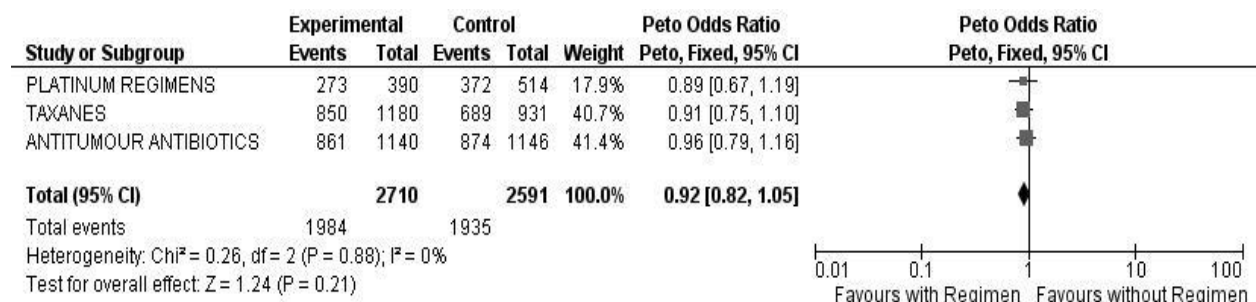 Experimental Control Peto Odds Ratio Peto Odds Ratio
Study or Subgroup Events Total Events Total Weight Peto, Fixed, 95% CI Peto, Fixed, 95% CI
PLATINUM REGIMENS 273 390 372 514 17.9% 0.89 [0.67, 1.19]
TAXANES 850 1180 689 931 40.7% 0.91 [0.75, 1.10]
ANTITUMOUR ANTIBIOTICS 861 1140 874 1146 41.4% 0.96 [0.79, 1.16]
Total (95% CI) 2710 2591 100.0% 0.92 [0.82, 1.05]
Total events 1984 1935
Heterogeneity: Chi² = 0.26, df = 2 (P = 0.88); I² = 0%
Test for overall effect: Z = 1.24 (P = 0.21)
0.01 0.1 1 10 100
Favours with Regimen Favours without Regimen